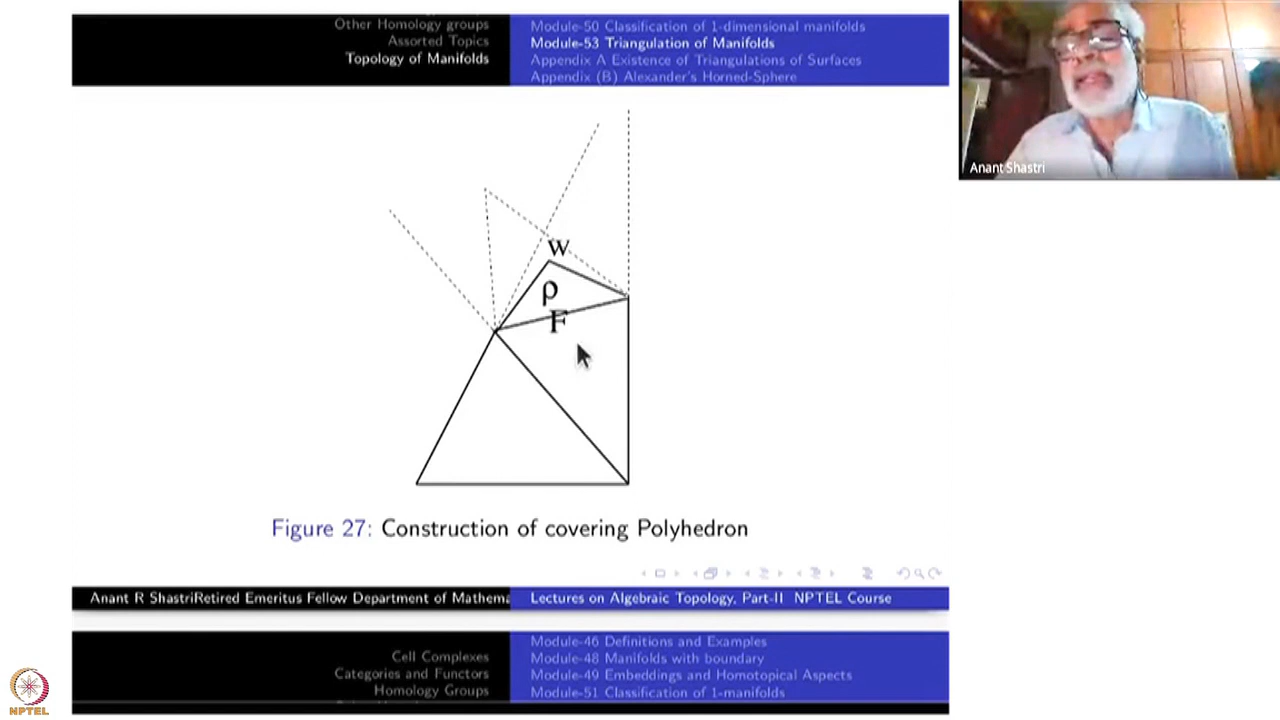 Other Homology groups
Assorted Topics
Topology of Manifolds
Module-50 Classification of 1-dimensional manifolds
Module-53 Triangulation of Manifolds
Appendix A Existence of Triangulations of Surfaces
Appendix (B) Alexander's Horned-Sphere
Anant Shastri
w
ρ
F
Figure 27: Construction of covering Polyhedron
Anant R ShastriRetired Emeritus Fellow Department of Mathema
Lectures on Algebraic Topology, Part-II NPTEL Course
Cell Complexes
Categories and Functors
Homology Groups
Module-46 Definitions and Examples
Module-48 Manifolds with boundary
Module-49 Embeddings and Homotopical Aspects
Module-51 Classification of 1-manifolds
NPTEL